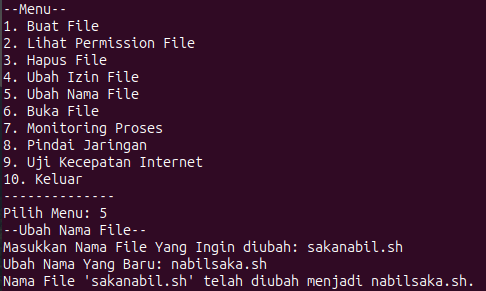 --Menu--
1. Buat File
2. Lihat Permission File
3. Hapus File
4. Ubah Izin File
5. Ubah Nama File
6. Buka File
7. Monitoring Proses
8. Pindai Jaringan
9. Uji Kecepatan Internet
10. Keluar
--------------
Pilih Menu: 5
--Ubah Nama File--
Masukkan Nama File Yang Ingin diubah: sakanabil.sh
Ubah Nama Yang Baru: nabilsaka.sh
Nama File 'sakanabil.sh' telah diubah menjadi nabilsaka.sh.